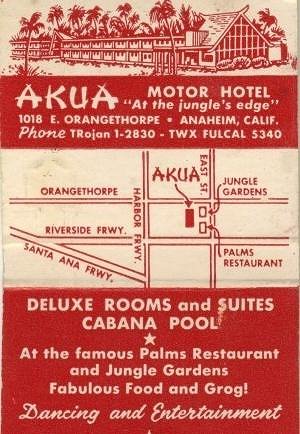 AKUA MOTOR HOTEL
"At the jungle's edge"
1018 E. ORANGETHORPE • ANAHEIM, CALIF.
Phone TRojan 1-2830 - TWX FULCAL 5340
AKUA
EAST ST.
JUNGLE
GARDENS
ORANGETHORPE
HARBOR FRWY.
RIVERSIDE FRWY.
SANTA ANA FRWY.
PALMS
RESTAURANT
DELUXE ROOMS and SUITES
CABANA POOL
★
At the famous Palms Restaurant
and Jungle Gardens
Fabulous Food and Grog!
Dancing and Entertainment